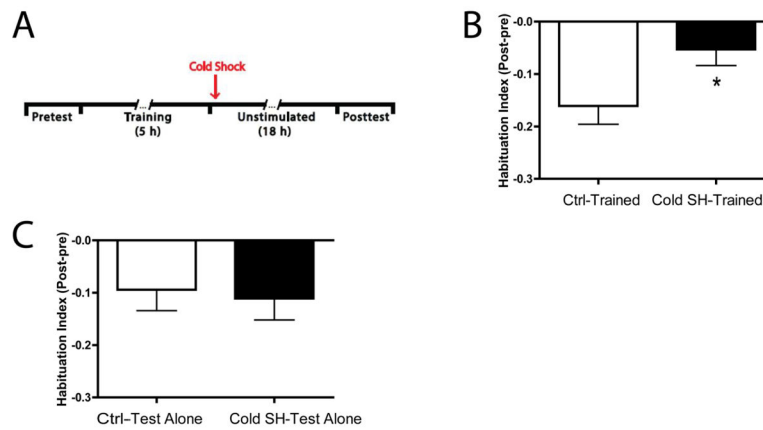 A
Cold Shock
...
...
Pretest
Training
(5 h)
Unstimulated
(18 h)
Posttest
B
Habituation Index (Post-pre)
-0.0
-0.1
-0.2
-0.3
*
Ctrl-Trained
Cold SH-Trained
C
Habituation Index (Post-pre)
-0.0
-0.1
-0.2
-0.3
Ctrl-Test Alone
Cold SH-Test Alone